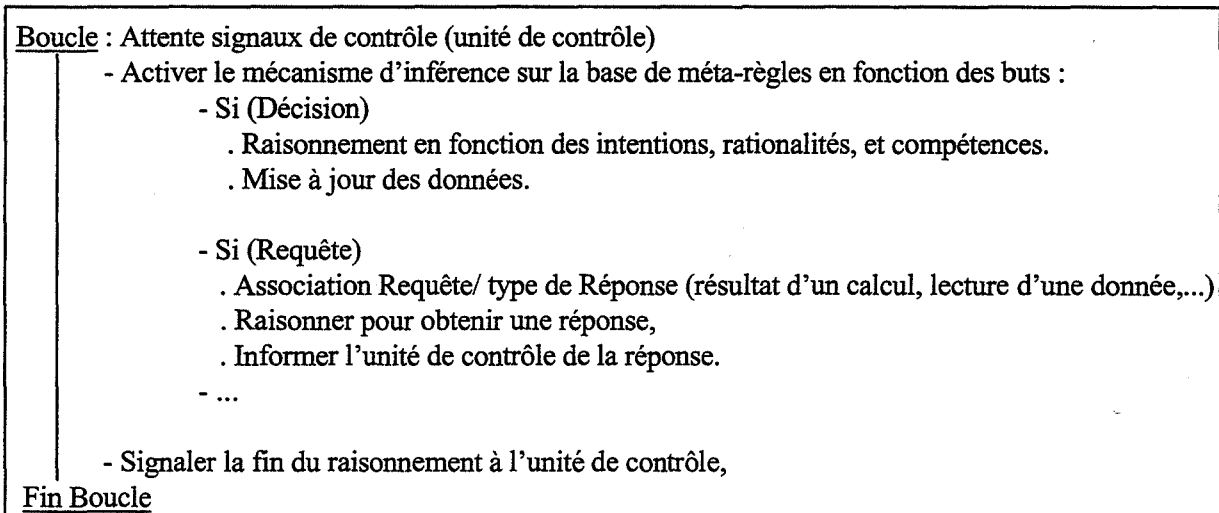 Boucle : Attente signaux de contrôle (unité de contrôle)
- Activer le mécanisme d'inférence sur la base de méta-règles en fonction des buts :
- Si (Décision)
. Raisonnement en fonction des intentions, rationalités, et compétences.
. Mise à jour des données.
- Si (Requête)
. Association Requête/ type de Réponse (résultat d'un calcul, lecture d'une donnée,...)
. Raisonner pour obtenir une réponse,
. Informer l'unité de contrôle de la réponse.
- ...
- Signaler la fin du raisonnement à l'unité de contrôle,
Fin Boucle